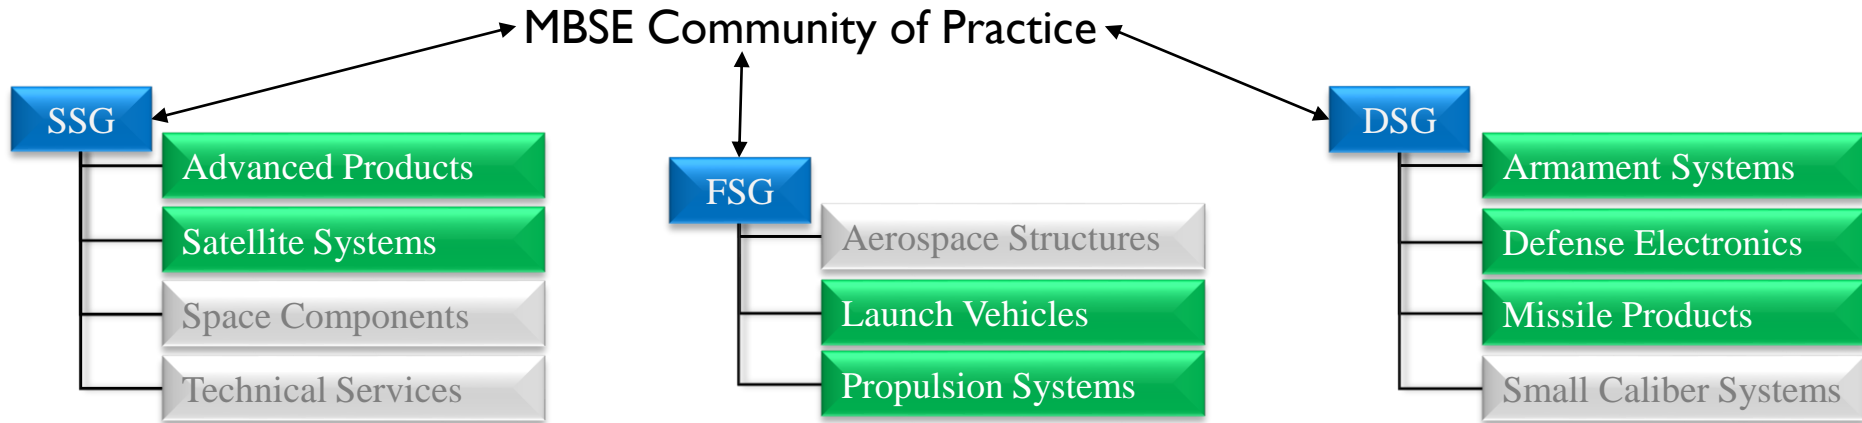 MBSE Community of Practice
SSG
Advanced Products
Satellite Systems
Space Components
Technical Services
FSG
Aerospace Structures
Launch Vehicles
Propulsion Systems
DSG
Armament Systems
Defense Electronics
Missile Products
Small Caliber Systems